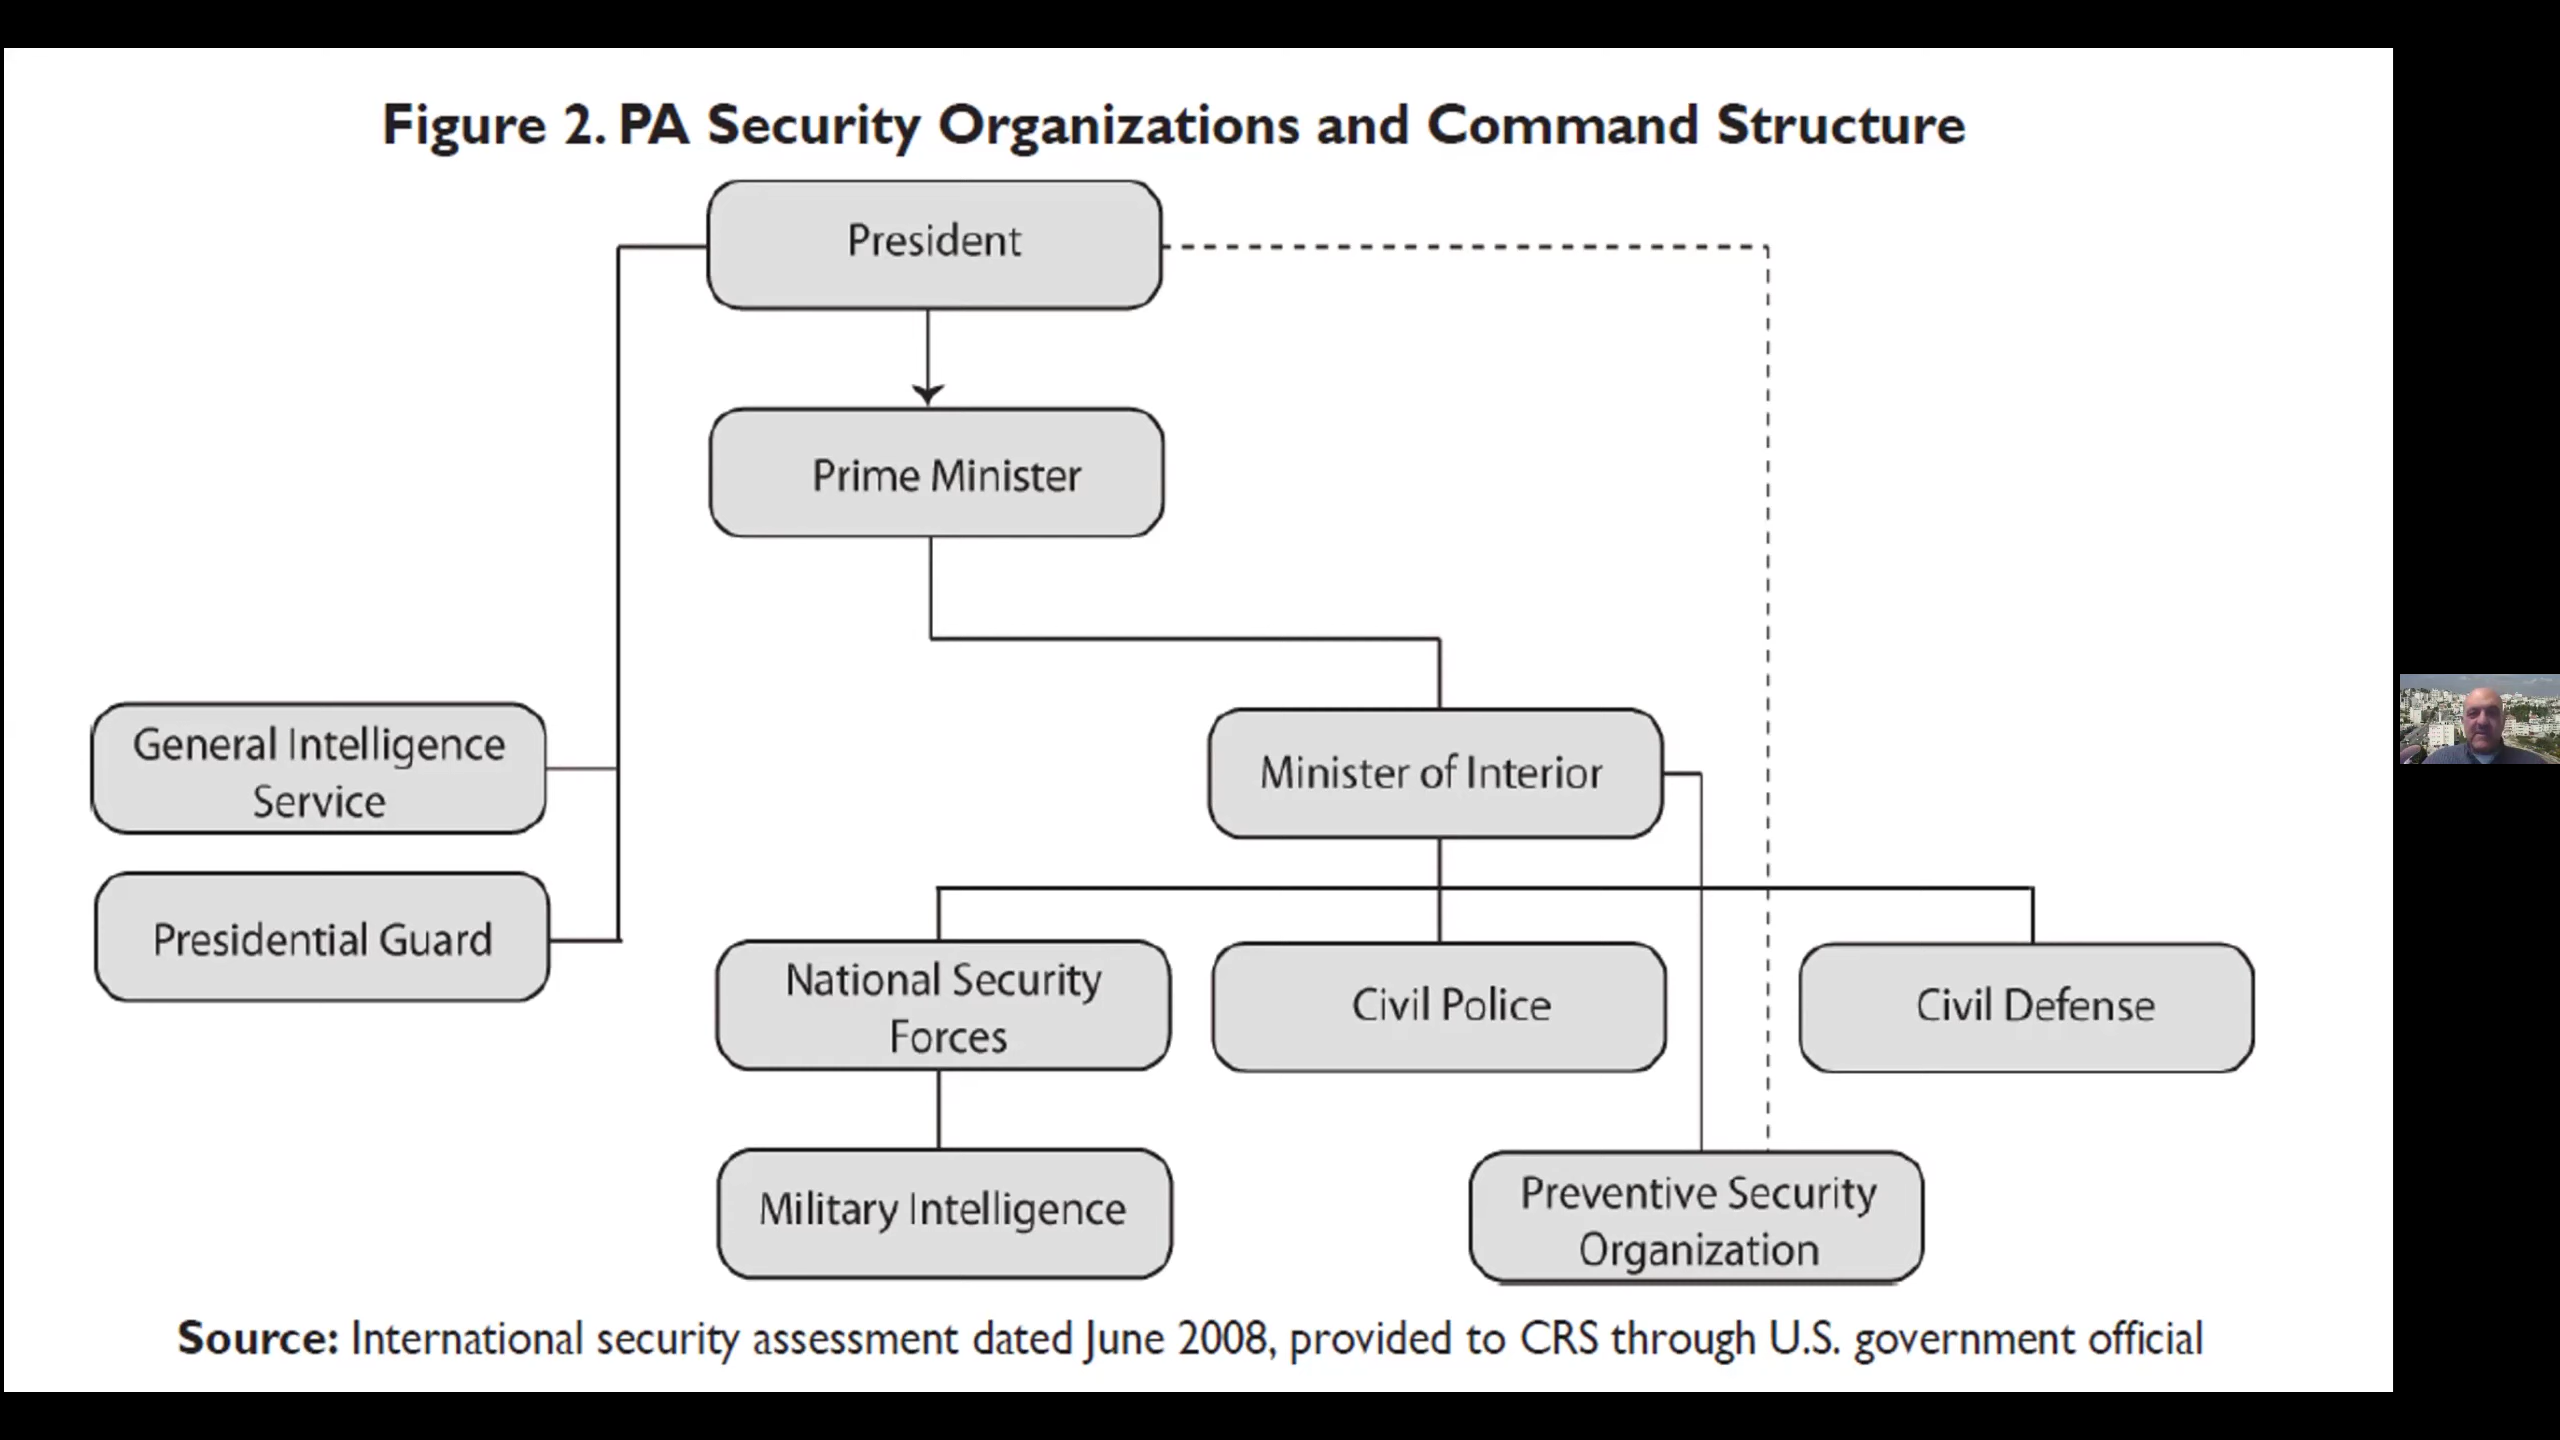 Figure 2. PA Security Organizations and Command Structure
President
Prime Minister
General Intelligence
Service
Minister of Interior
Presidential Guard
National Security
Forces
Civil Police
Civil Defense
Military Intelligence
Preventive Security
Organization
Source: International security assessment dated June 2008, provided to CRS through U.S. government official